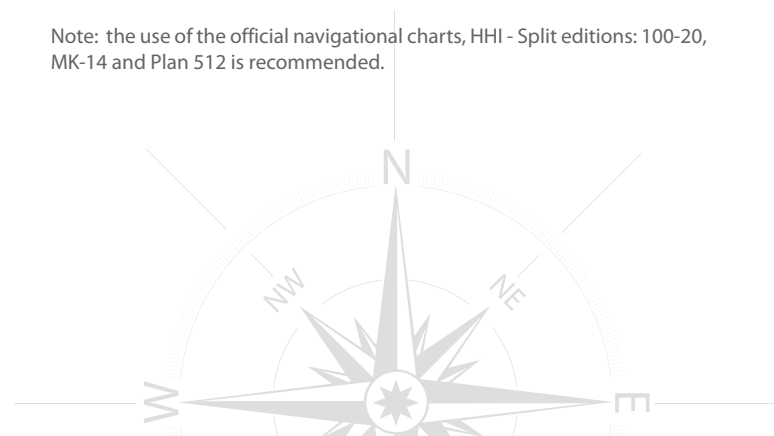 Note: the use of the official navigational charts, HHI - Split editions: 100-20,
MK-14 and Plan 512 is recommended.
N
NW
NE
W
E